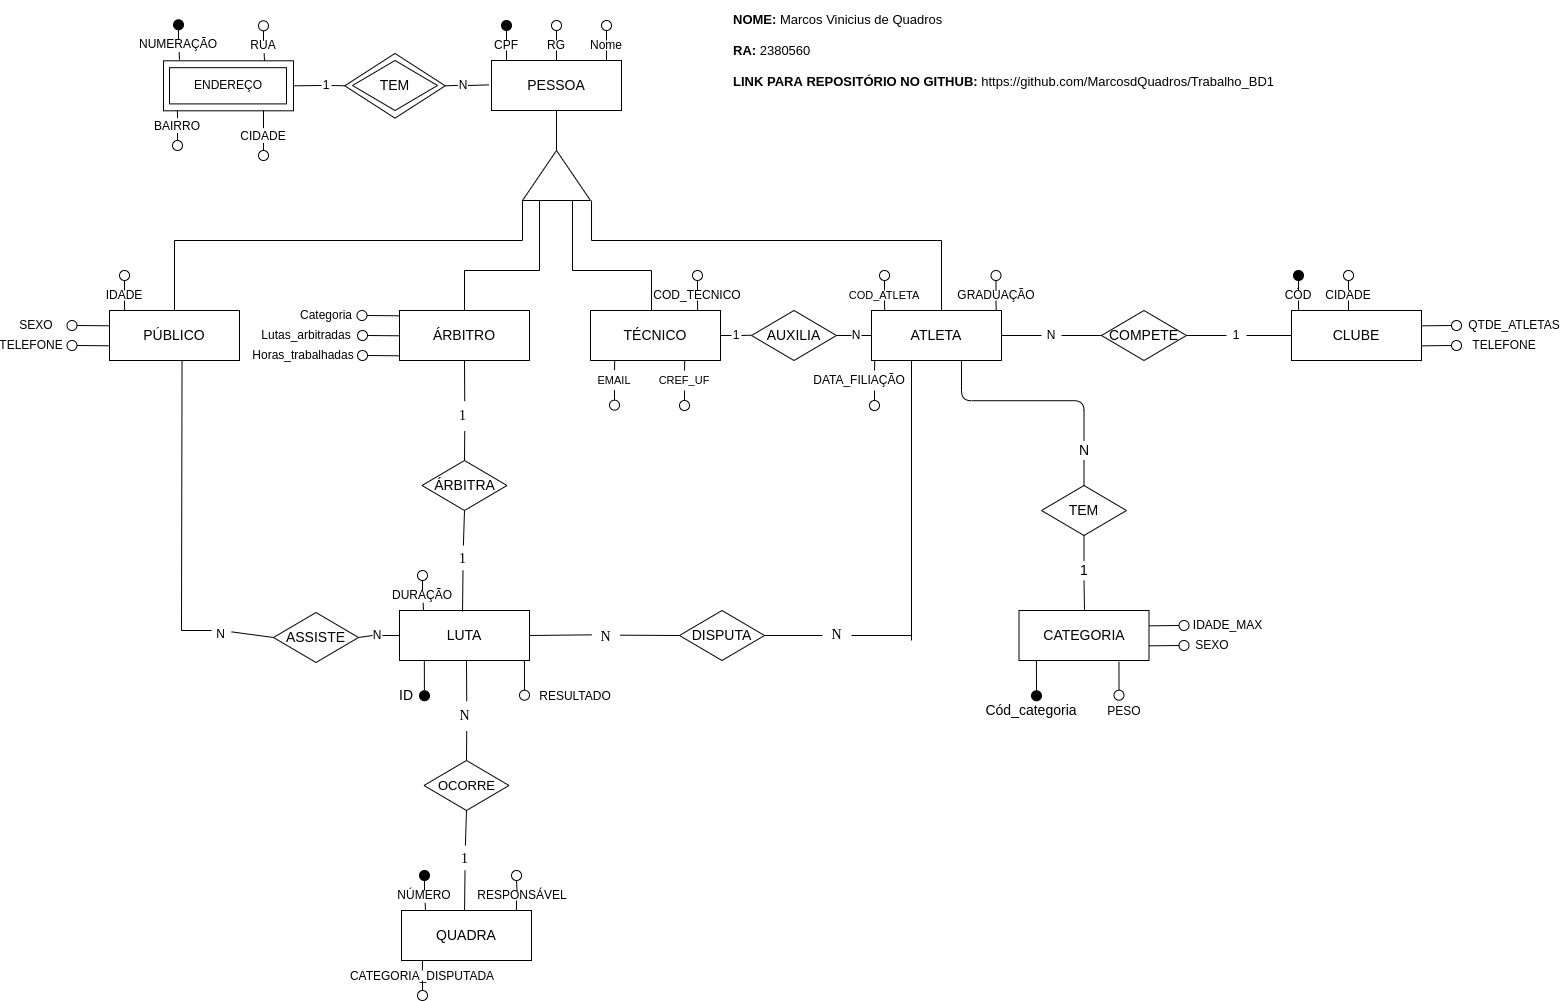 NOME: Marcos Vinicius de Quadros
RA: 2380560
LINK PARA REPOSITÓRIO NO GITHUB: https://github.com/MarcosdQuadros/Trabalho_BD1
NUMERAÇÃO
RUA
ENDEREÇO
BAIRRO
CIDADE
1
TEM
N
CPF
RG
Nome
PESSOA
IDADE
SEXO
TELEFONE
PÚBLICO
Categoria
Lutas_arbitradas
Horas_trabalhadas
ÁRBITRO
COD_TECNICO
TÉCNICO
EMAIL
CREF_UF
1
AUXILIA
N
COD_ATLETA
GRADUAÇÃO
ATLETA
DATA_FILIAÇÃO
N
COMPETE
1
CÓD
CIDADE
CLUBE
QTDE_ATLETAS
TELEFONE
1
ÁRBITRA
1
N
TEM
1
DURAÇÃO
N
ASSISTE
N
LUTA
N
DISPUTA
N
ID
RESULTADO
CATEGORIA
IDADE_MAX
SEXO
Cód_categoria
PESO
N
OCORRE
1
NÚMERO
RESPONSÁVEL
QUADRA
CATEGORIA_DISPUTADA